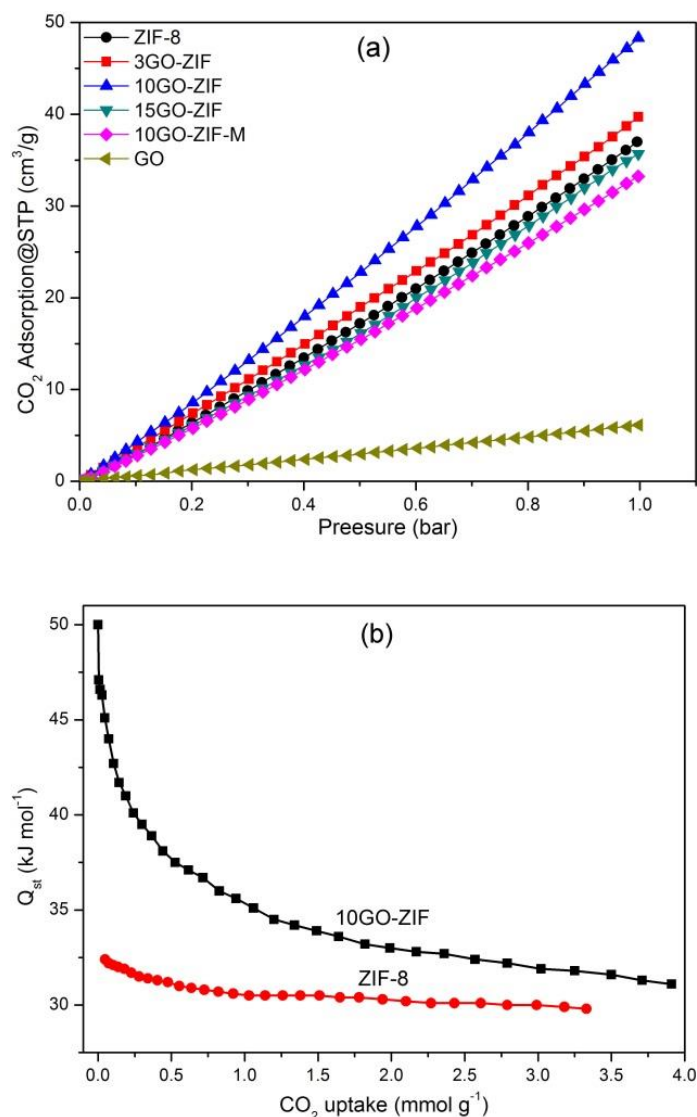 (a)
ZIF-8
3GO-ZIF
10GO-ZIF
15GO-ZIF
10GO-ZIF-M
GO
CO₂ Adsorption@STP (cm³/g)
50
40
30
20
10
0
0.0 0.2 0.4 0.6 0.8 1.0
Preesure (bar)
(b)
Qst (kJ mol⁻¹)
50
45
40
35
30
10GO-ZIF
ZIF-8
0.0 0.5 1.0 1.5 2.0 2.5 3.0 3.5 4.0
CO₂ uptake (mmol g⁻¹)